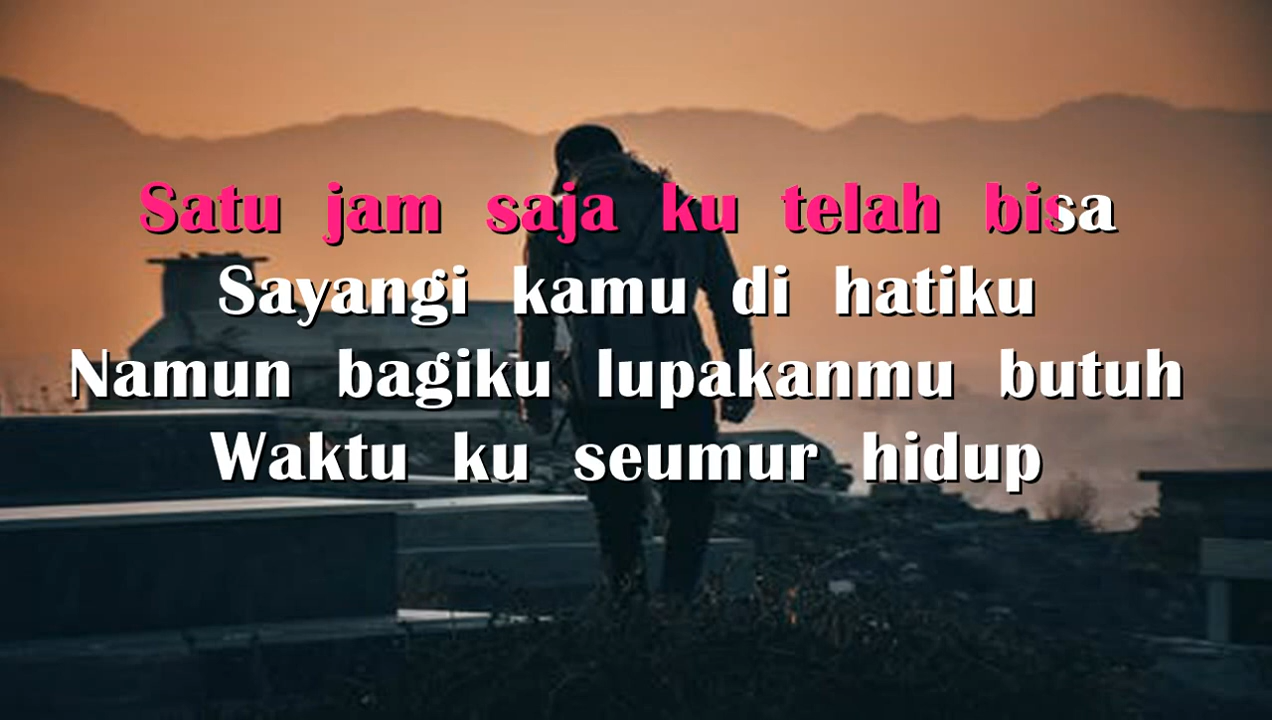 Satu jam saja ku telah bisa
Sayangi kamu di hatiku
Namun bagiku lupakanmu butuh
Waktu ku seumur hidup